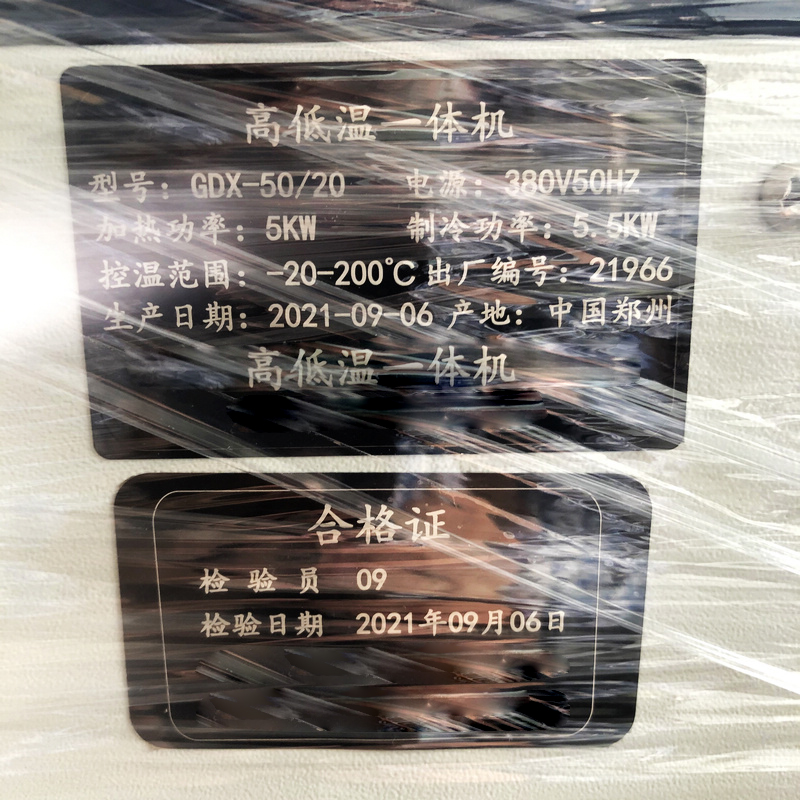 高低温一体机
型号：GDX-50/20 电源：380V50HZ
加热功率：5KW 制冷功率：5.5KW
控温范围：-20-200℃ 出厂编号：21966
生产日期：2021-09-06 产地：中国郑州
高低温一体机
合格证
检验员 09
检验日期 2021年09月06日